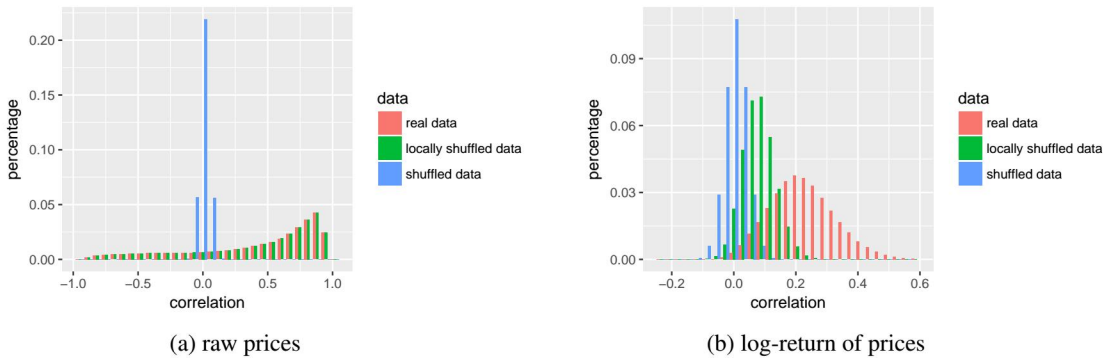 0.20
0.15
0.10
0.05
0.00
percentage
−1.0 −0.5 0.0 0.5 1.0
correlation
data
real data
locally shuffled data
shuffled data
(a) raw prices
0.09
0.06
0.03
0.00
percentage
−0.2 0.0 0.2 0.4 0.6
correlation
data
real data
locally shuffled data
shuffled data
(b) log-return of prices